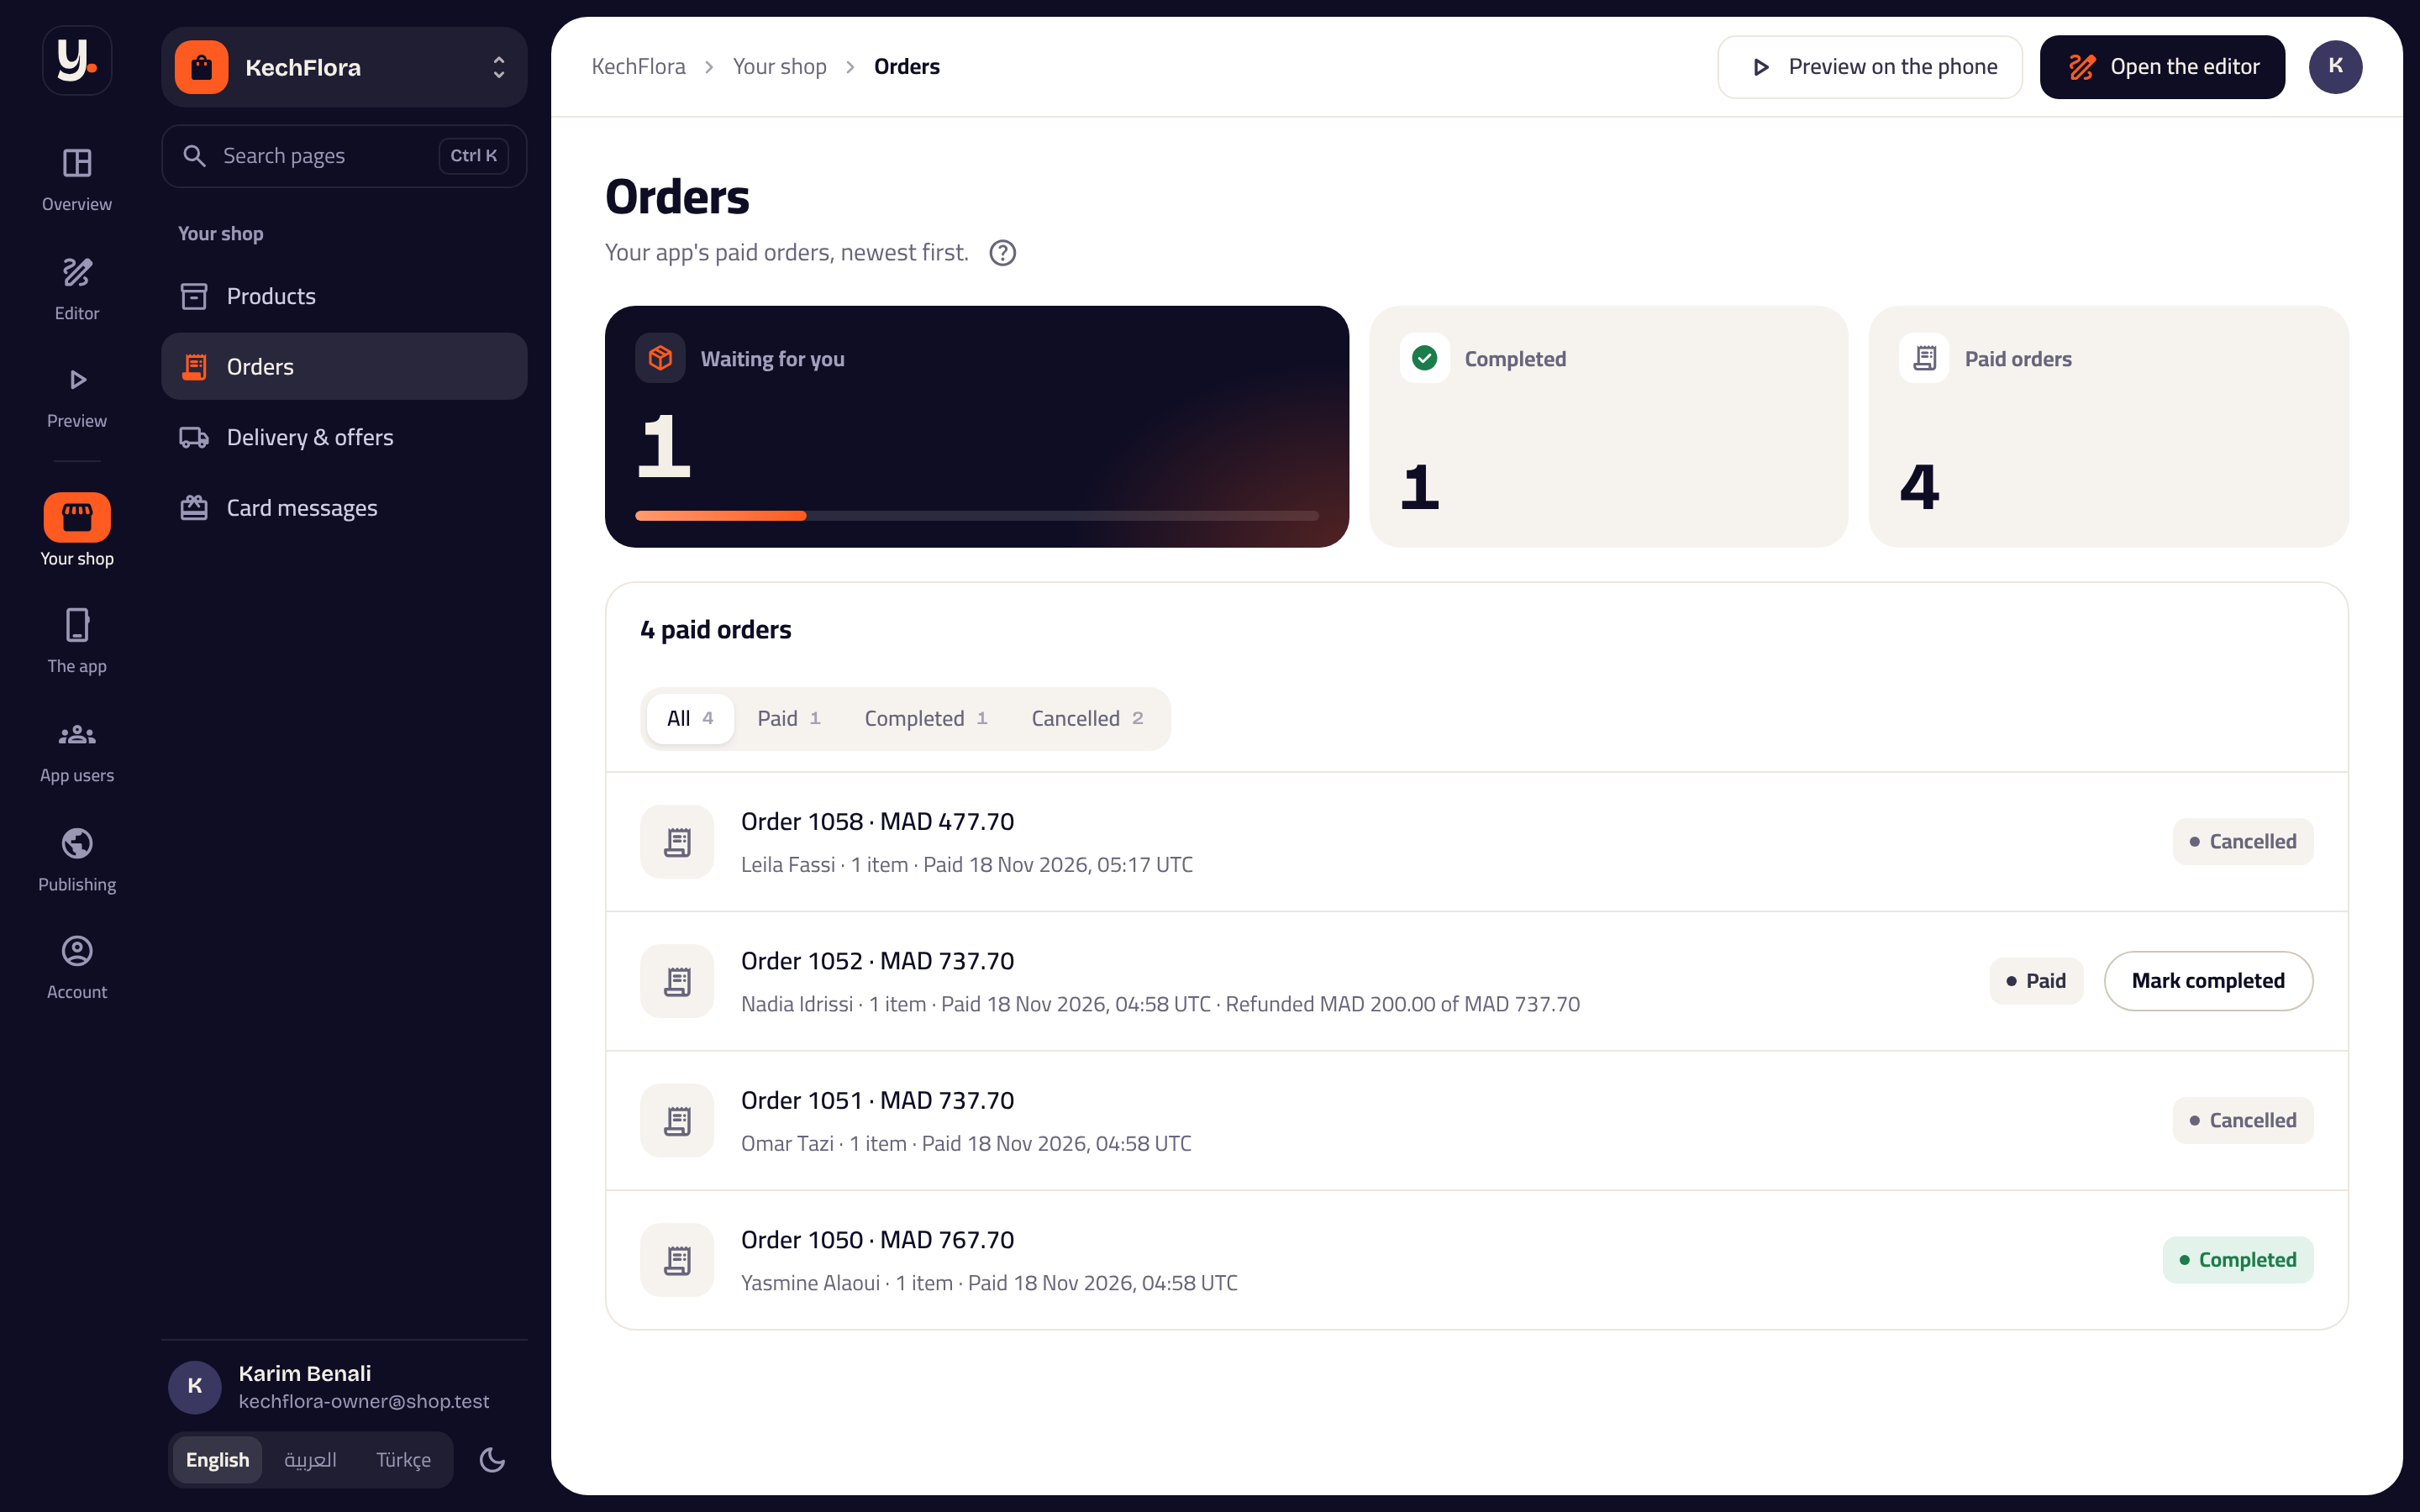 y.
Overview
Editor
Preview
Your shop
The app
App users
Publishing
Account
KechFlora
Search pages Ctrl K
Your shop
Products
Orders
Delivery & offers
Card messages
K
Karim Benali
kechflora-owner@shop.test
English العربية Türkçe
KechFlora Your shop Orders
Preview on the phone
Open the editor
K
Orders
Your app's paid orders, newest first. ?
Waiting for you
1
Completed
1
Paid orders
4
4 paid orders
All 4 Paid 1 Completed 1 Cancelled 2
Order 1058 · MAD 477.70
Leila Fassi · 1 item · Paid 18 Nov 2026, 05:17 UTC
Cancelled
Order 1052 · MAD 737.70
Nadia Idrissi · 1 item · Paid 18 Nov 2026, 04:58 UTC · Refunded MAD 200.00 of MAD 737.70
Paid
Mark completed
Order 1051 · MAD 737.70
Omar Tazi · 1 item · Paid 18 Nov 2026, 04:58 UTC
Cancelled
Order 1050 · MAD 767.70
Yasmine Alaoui · 1 item · Paid 18 Nov 2026, 04:58 UTC
Completed